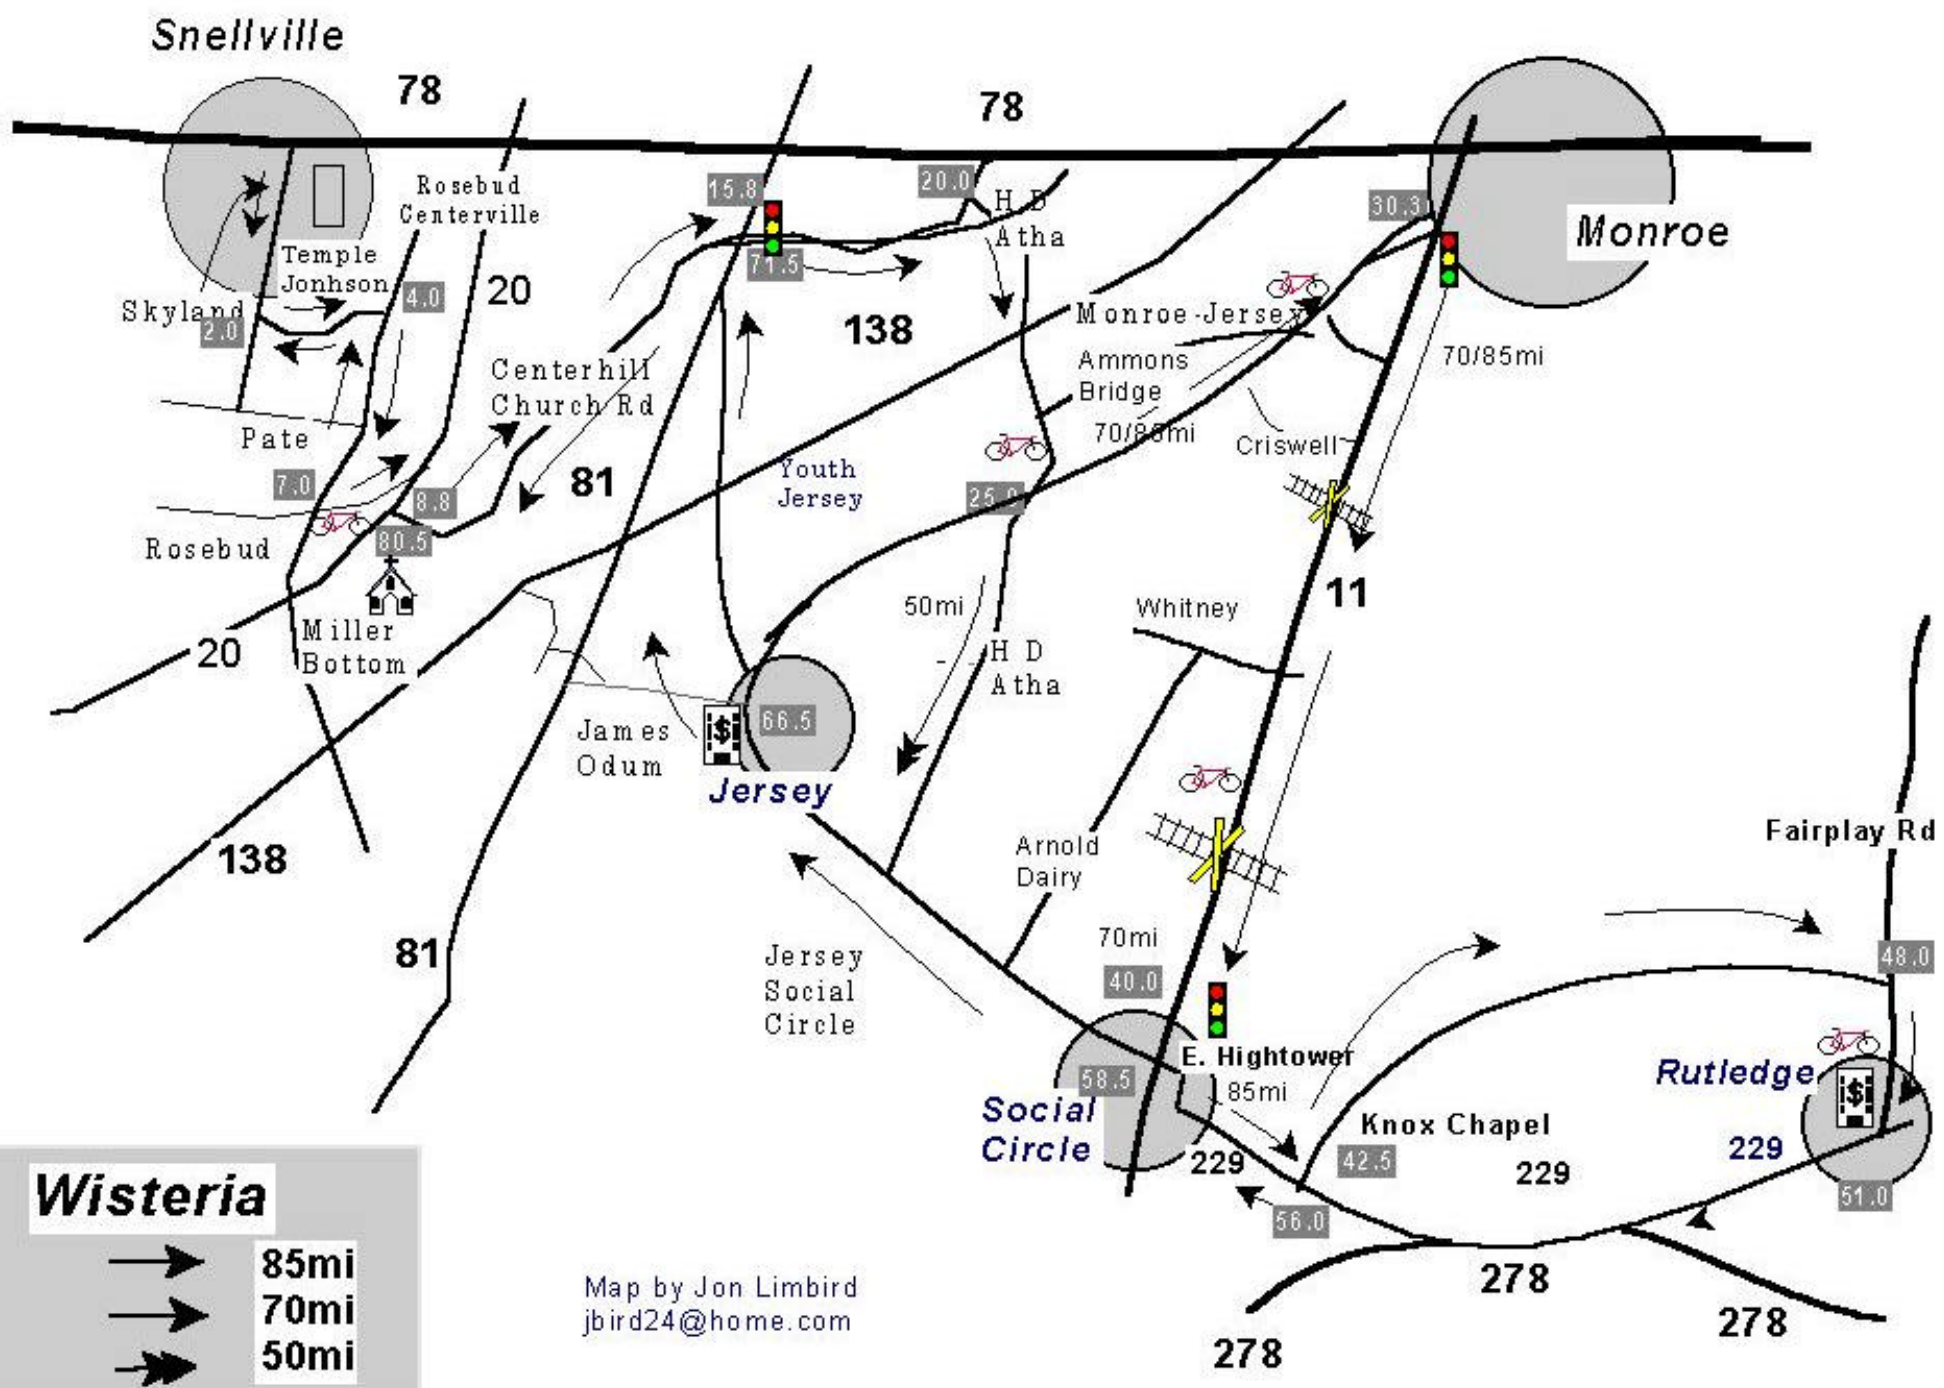 Snellville
78
78
Rosebud
Centerville
15.8
20.0
H D
Atha
30.3
Monroe
Temple
Jonhson
4.0
20
71.5
Skyland
2.0
138
Monroe-Jersey
Ammons
Bridge
70/85mi
Centerhill
Church Rd
Pate
70/85mi
Criswell
7.0
8.8
81
Youth
Jersey
25.9
Rosebud
80.5
11
50mi
Whitney
Miller
Bottom
20
H D
Atha
James
Odum
66.5
Jersey
138
Fairplay Rd
Arnold
Dairy
81
Jersey
Social
Circle
70mi
40.0
48.0
E. Hightower
58.5
85mi
Rutledge
Social
Circle
Knox Chapel
229
42.5
229
229
51.0
56.0
Wisteria
85mi
70mi
50mi
Map by Jon Limbird
jbird24@home.com
278
278
278